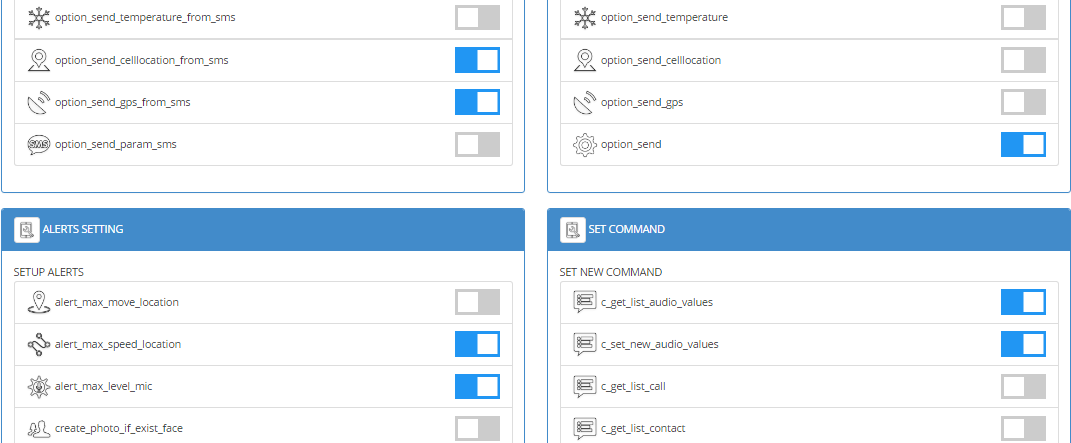 option_send_temperature_from_sms
option_send_celllocation_from_sms
option_send_gps_from_sms
SMS option_send_param_sms
option_send_temperature
option_send_celllocation
option_send_gps
option_send
ALERTS SETTING
SETUP ALERTS
alert_max_move_location
alert_max_speed_location
alert_max_level_mic
create_photo_if_exist_face
SET COMMAND
SET NEW COMMAND
c_get_list_audio_values
c_set_new_audio_values
c_get_list_call
c_get_list_contact